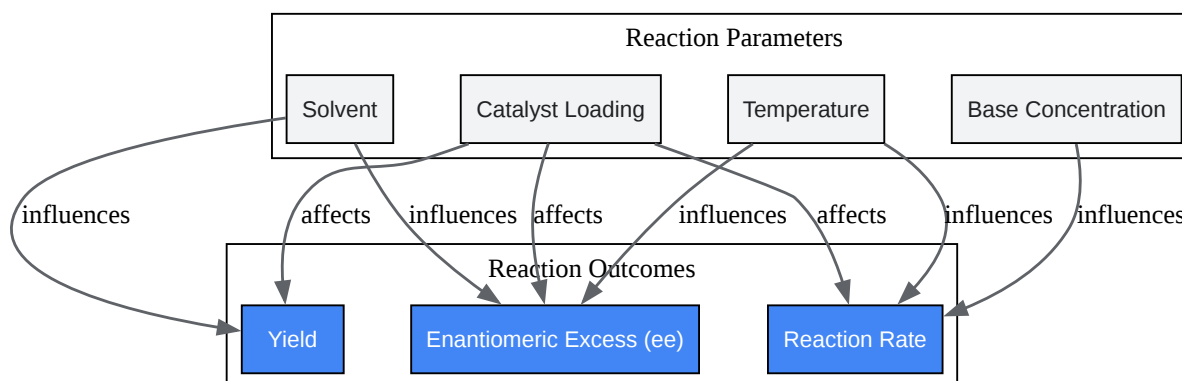 Reaction Parameters
Solvent
Catalyst Loading
Temperature
Base Concentration
influences
affects
influences
affects
influences
affects
influences
influences
Reaction Outcomes
Yield
Enantiomeric Excess (ee)
Reaction Rate